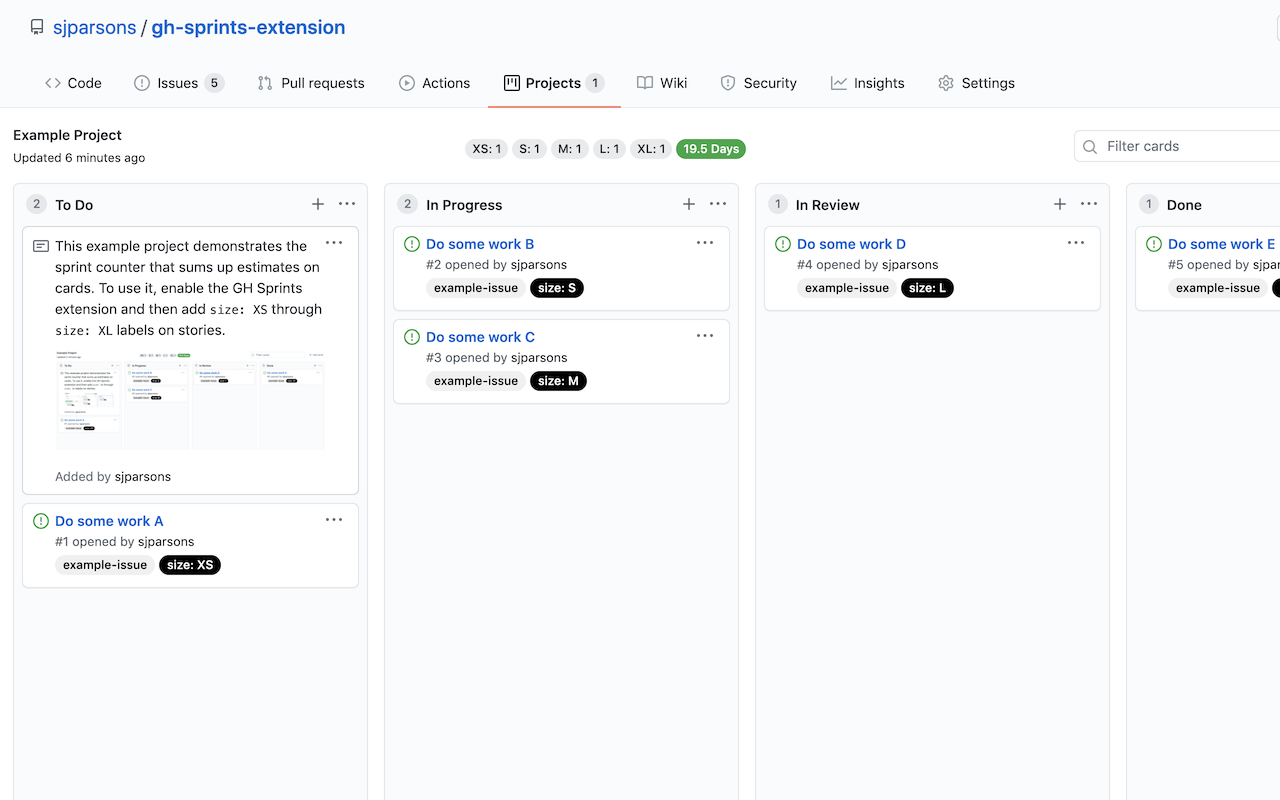 sjparsons / gh-sprints-extension
Code Issues 5 Pull requests Actions Projects 1 Wiki Security Insights Settings
Example Project
Updated 6 minutes ago
XS: 1 S: 1 M: 1 L: 1 XL: 1 19.5 Days
Filter cards
2 To Do
This example project demonstrates the
sprint counter that sums up estimates on
cards. To use it, enable the GH Sprints
extension and then add size: XS through
size: XL labels on stories.
Added by sjparsons
Do some work A
#1 opened by sjparsons
example-issue size: XS
2 In Progress
Do some work B
#2 opened by sjparsons
example-issue size: S
Do some work C
#3 opened by sjparsons
example-issue size: M
1 In Review
Do some work D
#4 opened by sjparsons
example-issue size: L
1 Done
Do some work E
#5 opened by sjpar
example-issue